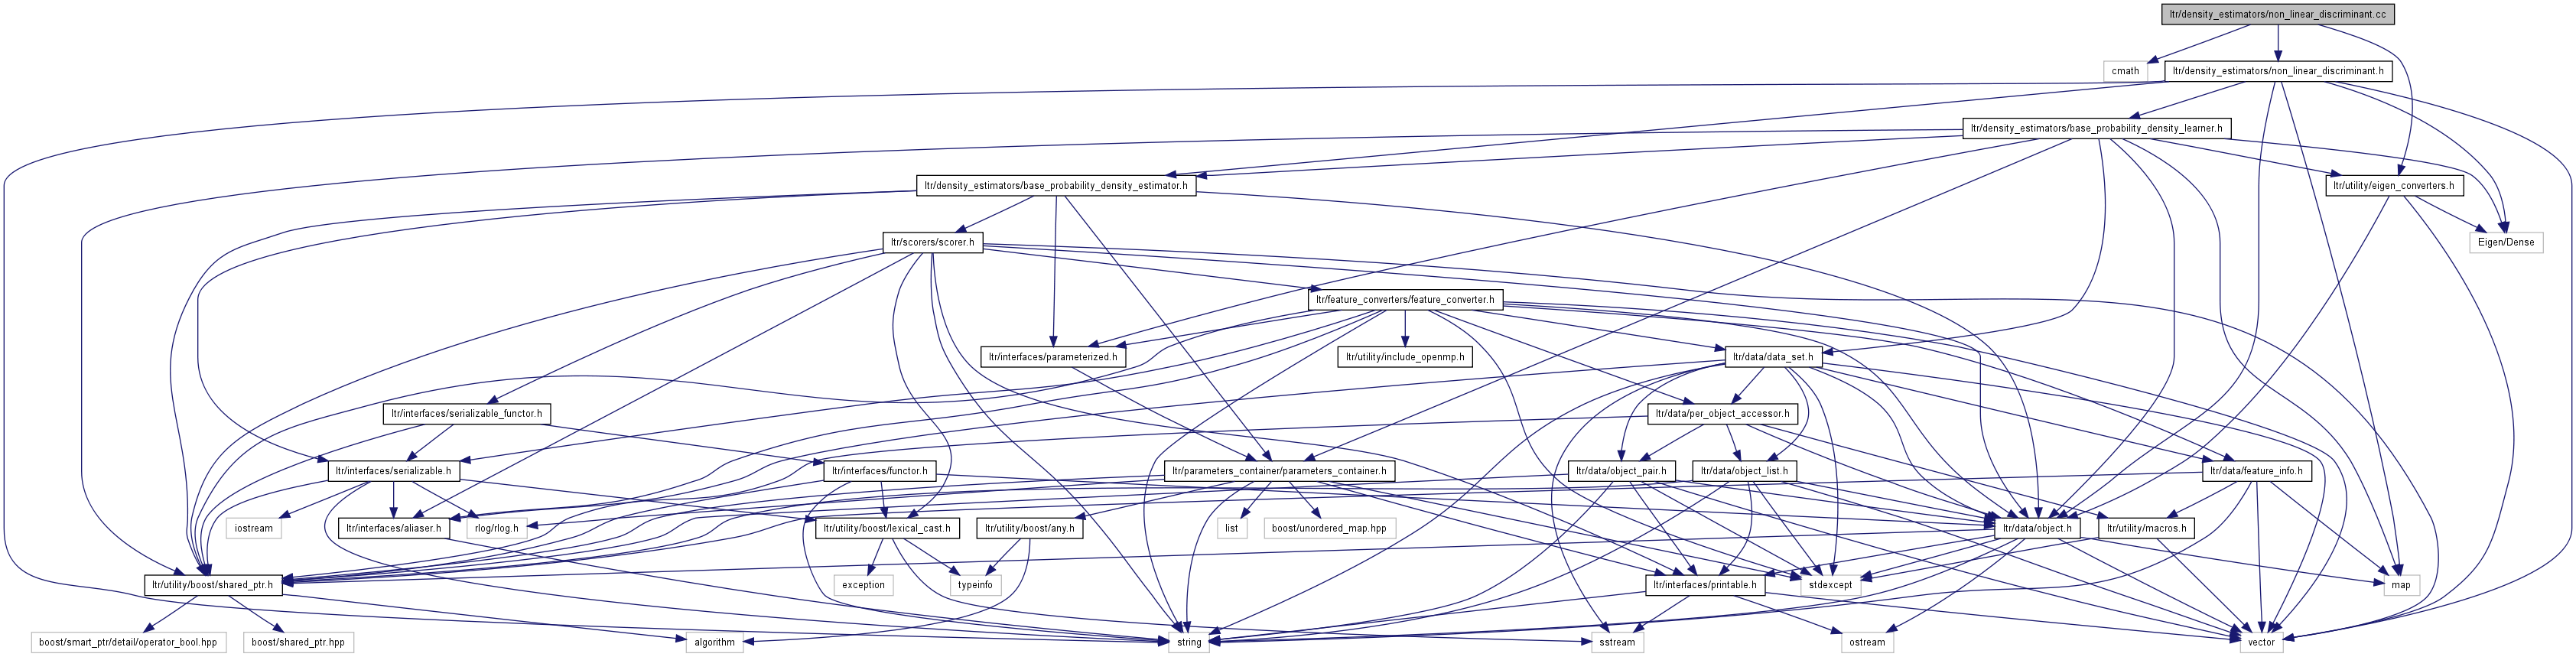 ltr/density_estimators/non_linear_discriminant.cc
cmath
ltr/density_estimators/non_linear_discriminant.h
ltr/density_estimators/base_probability_density_learner.h
ltr/density_estimators/base_probability_density_estimator.h
ltr/utility/eigen_converters.h
ltr/scorers/scorer.h
Eigen/Dense
ltr/feature_converters/feature_converter.h
ltr/interfaces/parameterized.h
ltr/utility/include_openmp.h
ltr/data/data_set.h
ltr/interfaces/serializable_functor.h
ltr/data/per_object_accessor.h
ltr/interfaces/serializable.h
ltr/interfaces/functor.h
ltr/parameters_container/parameters_container.h
ltr/data/object_pair.h
ltr/data/object_list.h
ltr/data/feature_info.h
iostream
ltr/interfaces/aliaser.h
rlog/rlog.h
ltr/utility/boost/lexical_cast.h
ltr/utility/boost/any.h
list
boost/unordered_map.hpp
ltr/data/object.h
ltr/utility/macros.h
ltr/utility/boost/shared_ptr.h
exception
typeinfo
ltr/interfaces/printable.h
stdexcept
map
boost/smart_ptr/detail/operator_bool.hpp
boost/shared_ptr.hpp
algorithm
string
sstream
ostream
vector